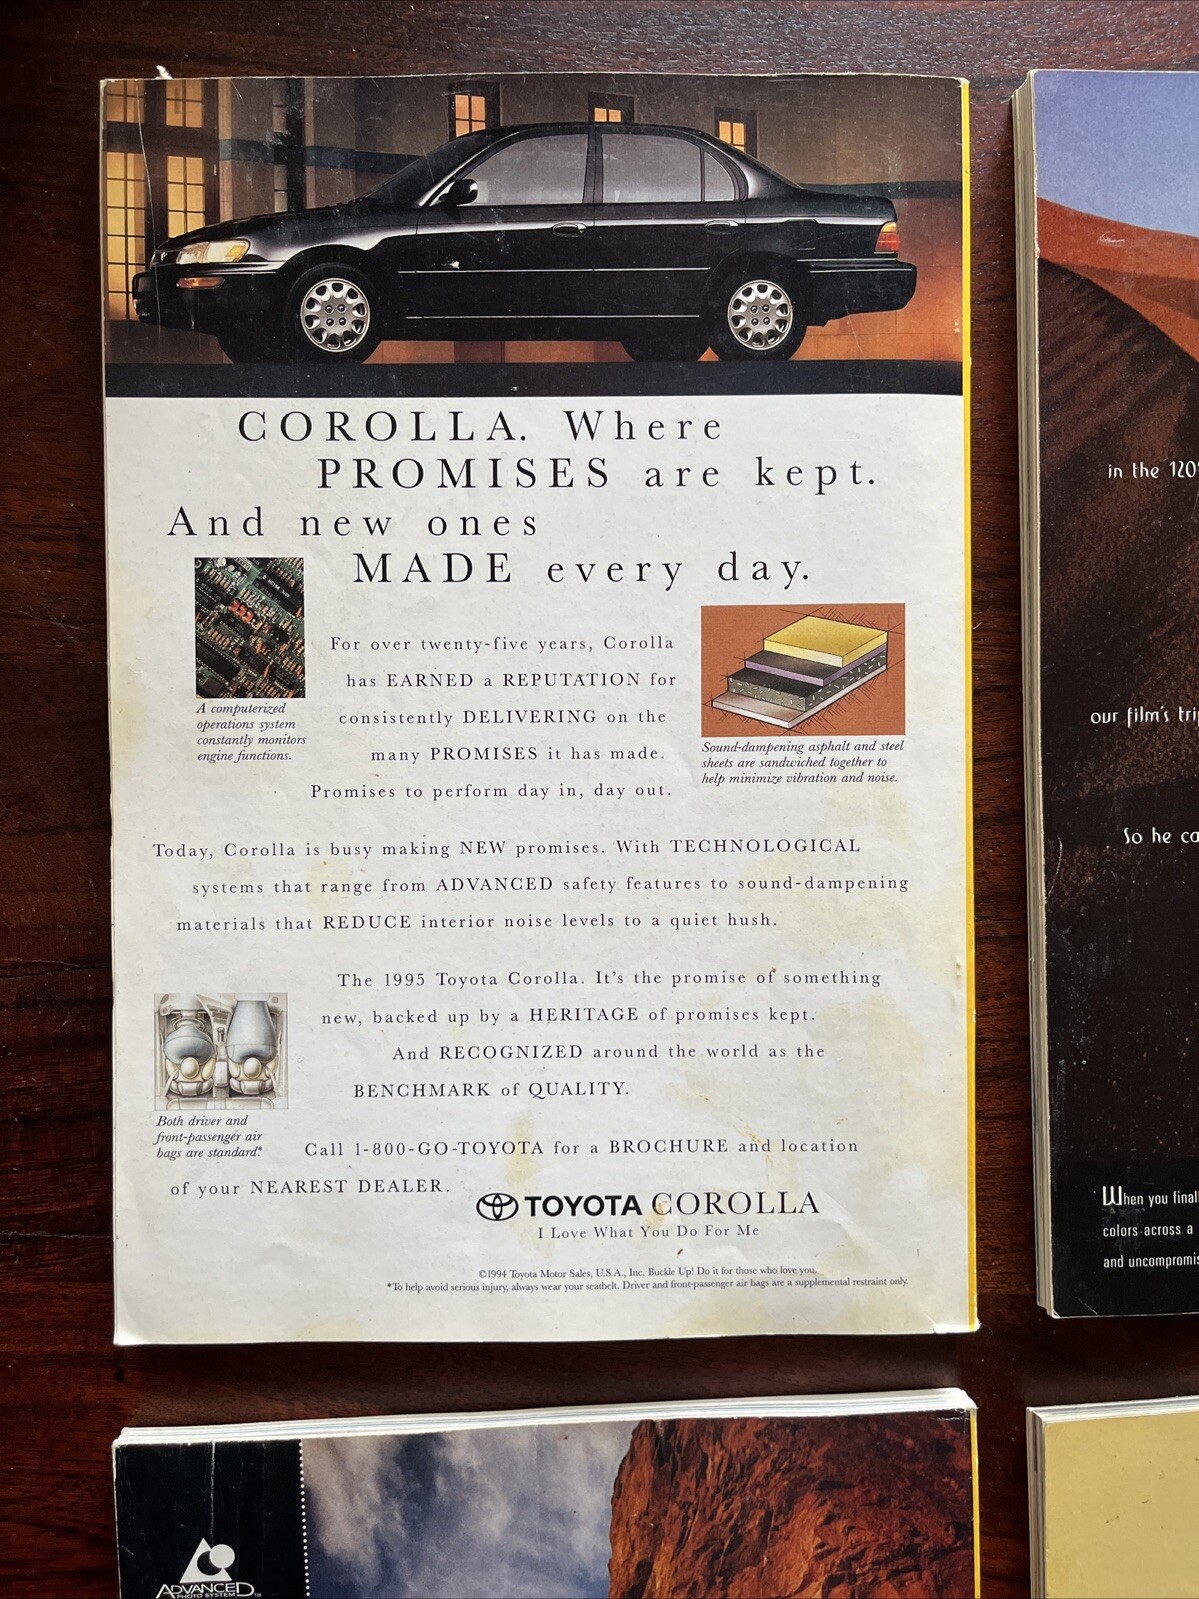 COROLLA. Where
PROMISES are kept.
And new ones
MADE every day.
A computerized
operations system
constantly monitors
engine functions.
For over twenty-five years, Corolla
has EARNED a REPUTATION for
consistently DELIVERING on the
many PROMISES it has made.
Promises to perform day in, day out.
Sound-dampening asphalt and steel
sheets are sandwiched together to
help minimize vibration and noise.
Today, Corolla is busy making NEW promises. With TECHNOLOGICAL
systems that range from ADVANCED safety features to sound-dampening
materials that REDUCE interior noise levels to a quiet hush.
The 1995 Toyota Corolla. It's the promise of something
new, backed up by a HERITAGE of promises kept.
And RECOGNIZED around the world as the
BENCHMARK of QUALITY.
Both driver and
front-passenger air
bags are standard.*
Call 1-800-GO-TOYOTA for a BROCHURE and location
of your NEAREST DEALER.
TOYOTA COROLLA
I Love What You Do For Me
©1994 Toyota Motor Sales, U.S.A., Inc. Buckle Up! Do it for those who love you.
*To help avoid serious injury, always wear your seatbelt. Driver and front-passenger air bags are a supplemental restraint only.
in the 120°
our film's tri
So he ca
When you final
colors across a
and uncompromis
ADVANCED
PHOTO SYSTEM™